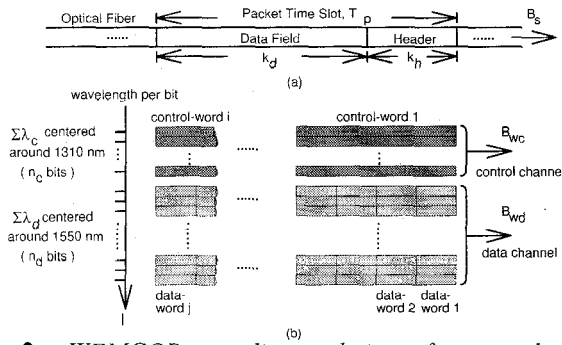 Optical Fiber
Packet Time Slot, T p
B s
......
Data Field
Header
......
k d
k h
(a)
wavelength per bit
control-word i
control-word 1
Σλ c centered
around 1310 nm
( n c bits )
......
B wc
control channel
Σλ d centered
around 1550 nm
( n d bits )
......
B wd
data channel
data-
word j
data-
word 2
data-
word 1
(b)